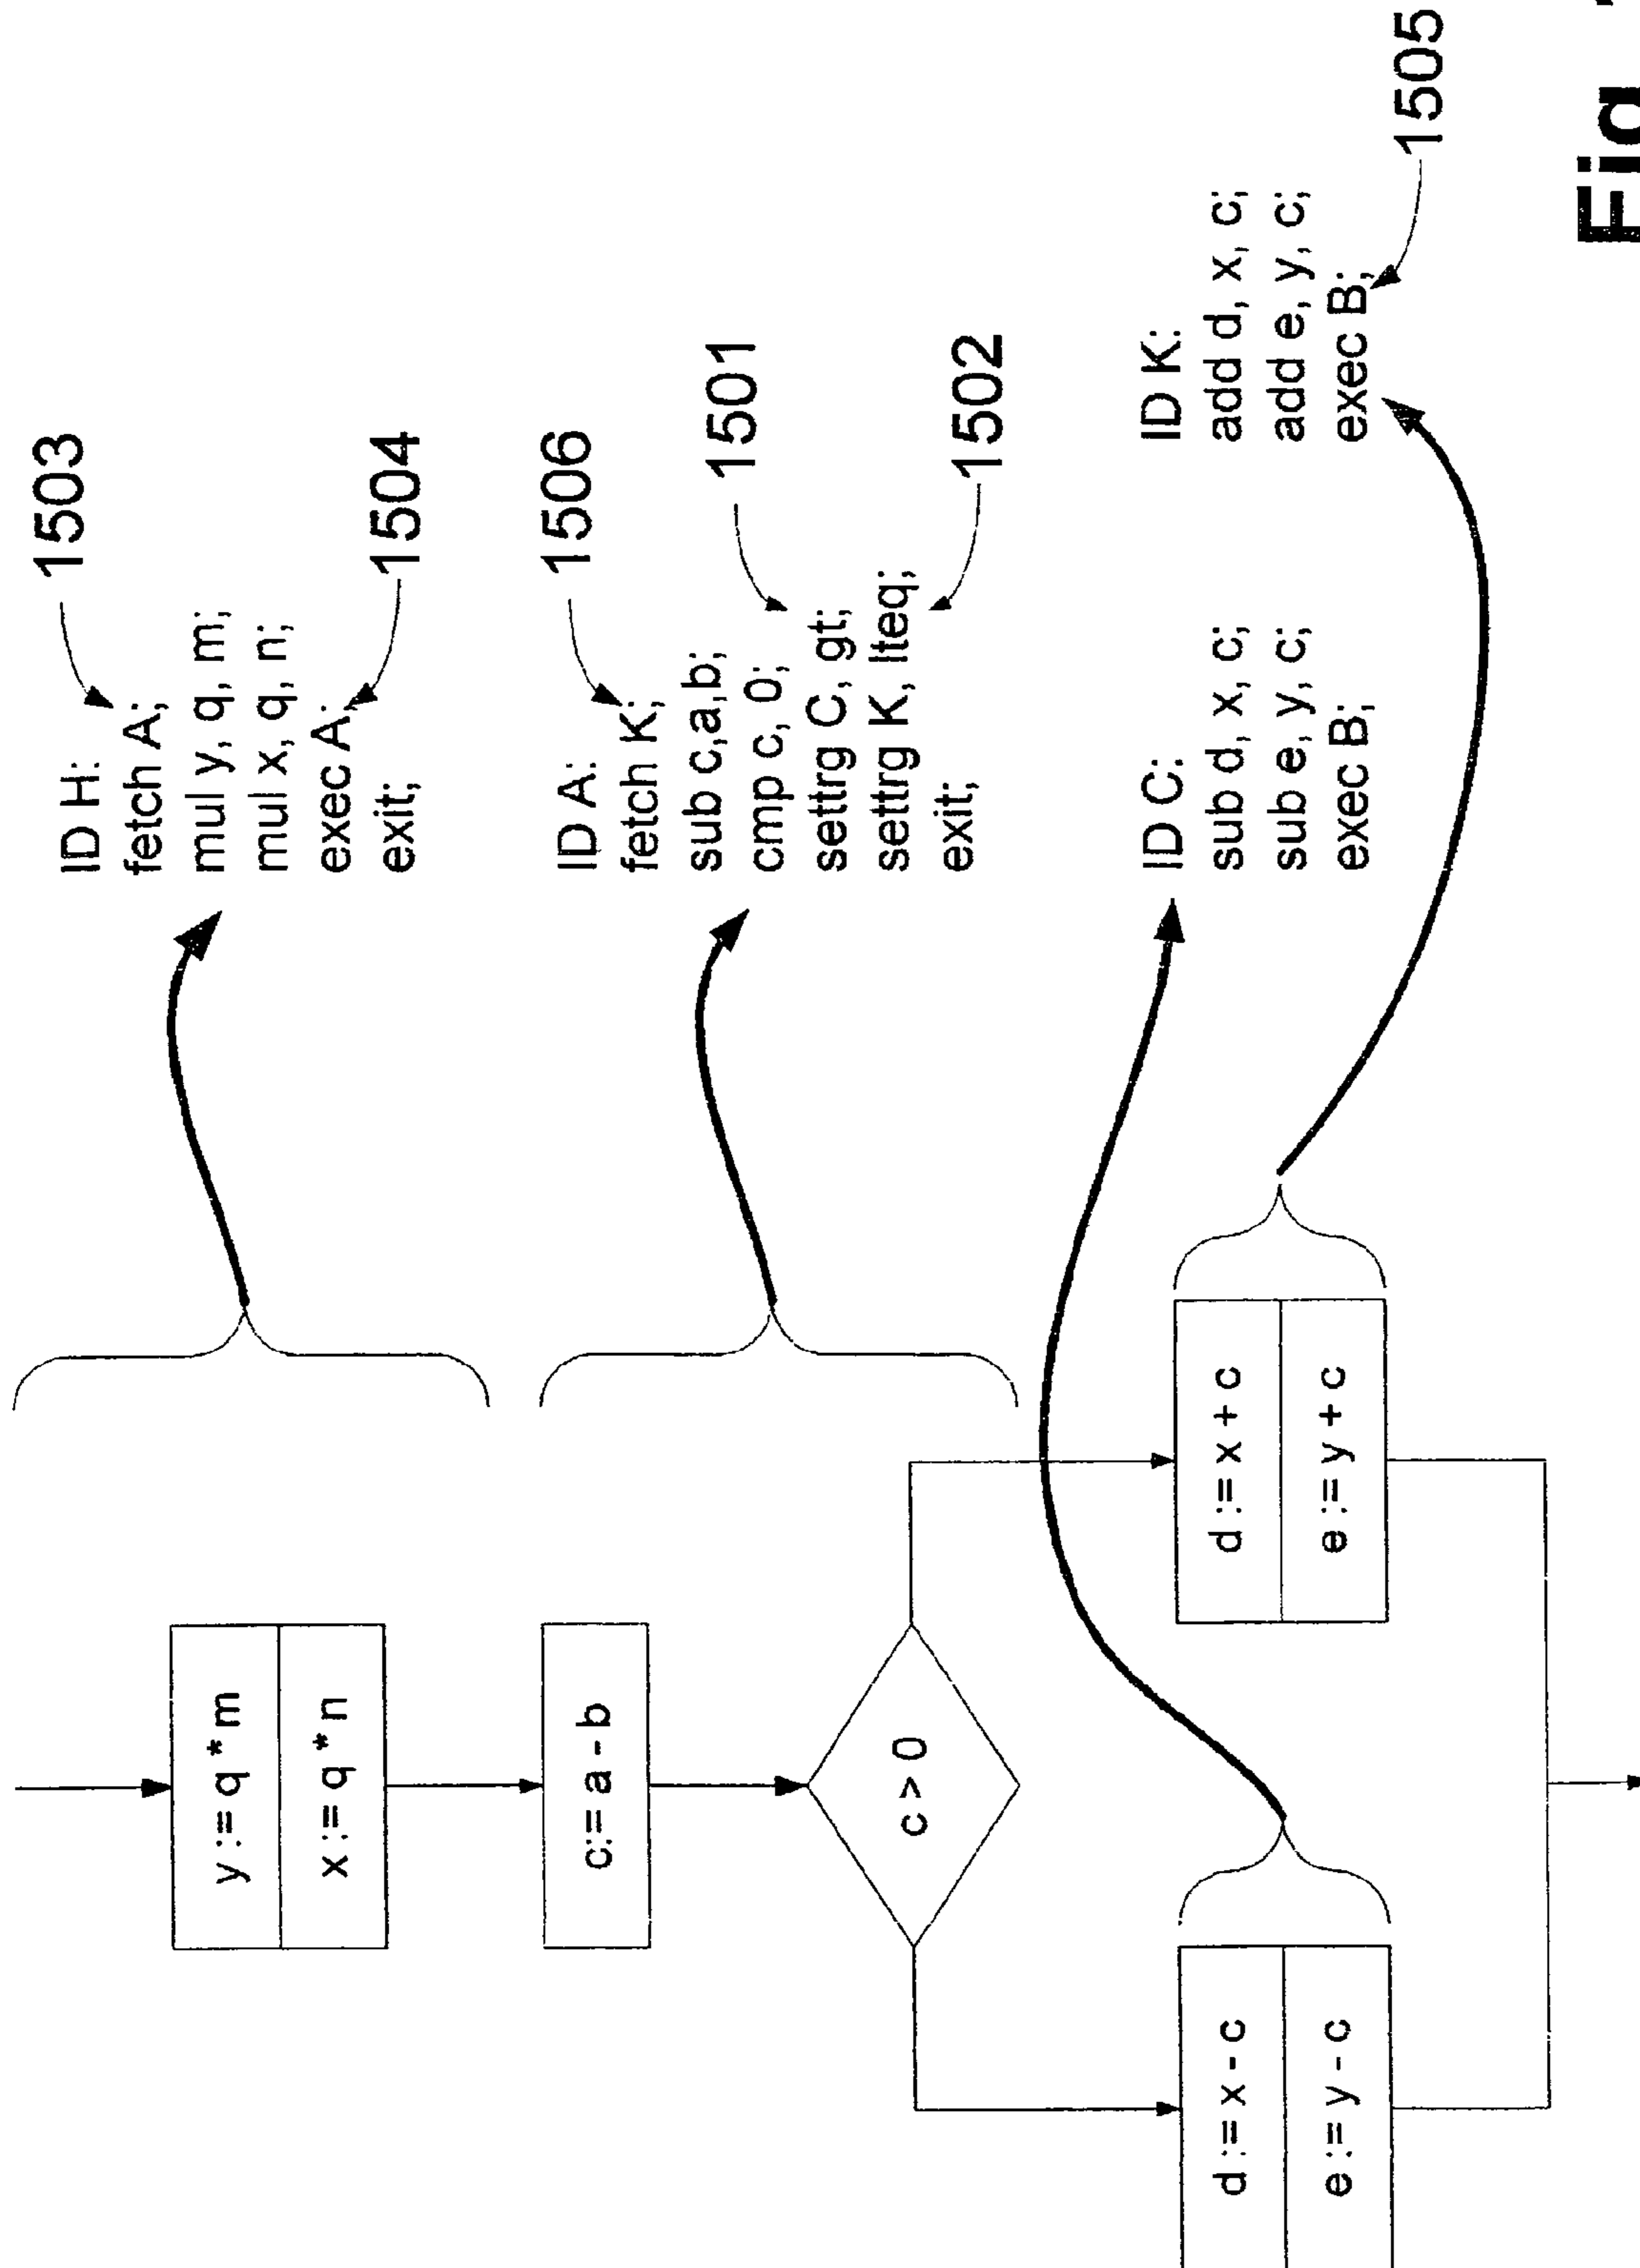 y := q * m
x := q * n
c:= a - b
c > 0
d := x - c
e := y - c
d := x + c
e := y + c
1503
ID H:
fetch A;
mul y, q, m;
mul x, q, n;
exec A;
exit;
1504
1506
ID A:
fetch K;
sub c,a,b;
cmp c, 0;
settrg C, gt;
settrg K, lteq;
exit;
1501
1502
ID C:
sub d, x, c;
sub e, y, c;
exec B;
ID K:
add d, x, c;
add e, y, c;
exec B;
1505
Fig